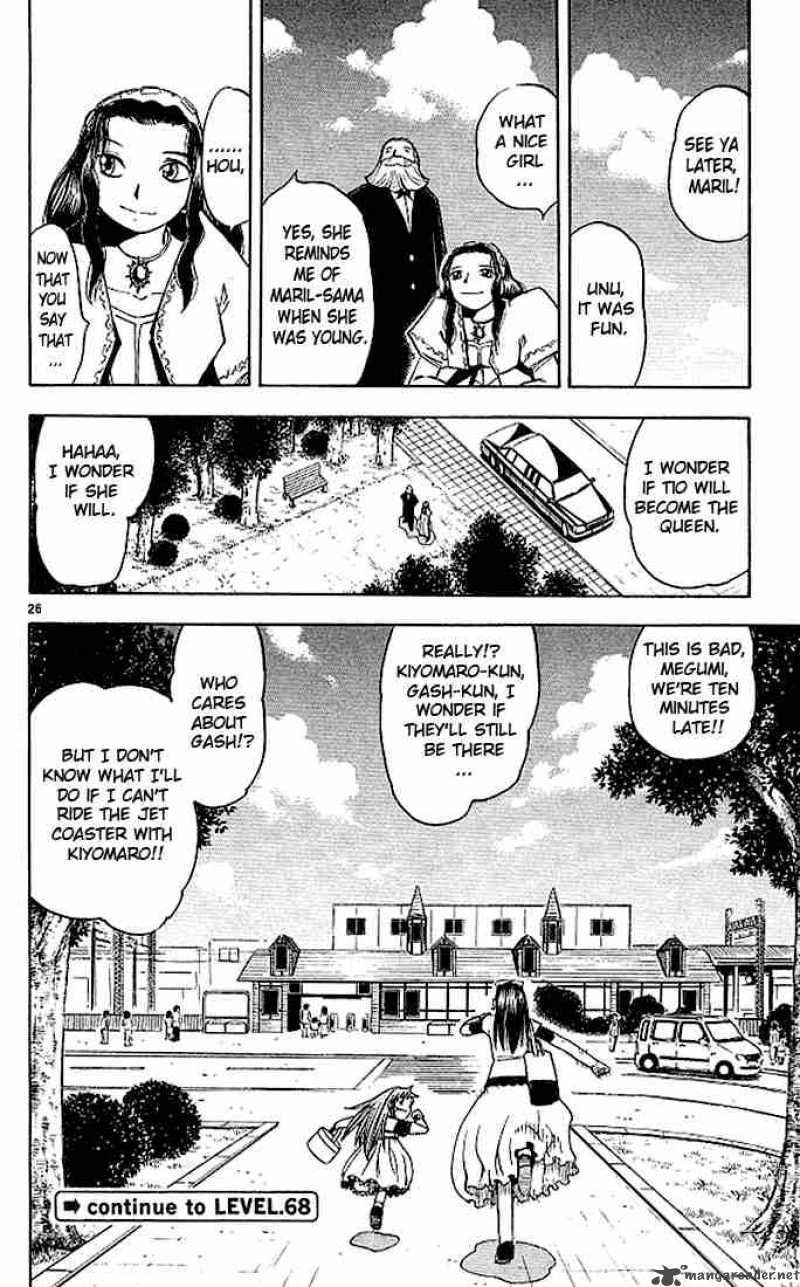 SEE YA
LATER,
MARIL!
UNU,
IT WAS
FUN.
WHAT
A NICE
GIRL
...
YES, SHE
REMINDS
ME OF
MARIL-SAMA
WHEN SHE
WAS YOUNG.
......
HOU,
NOW
THAT
YOU
SAY
THAT
...
I WONDER
IF TIO WILL
BECOME THE
QUEEN.
HAHAA,
I WONDER
IF SHE
WILL.
26
THIS IS BAD,
MEGUMI,
WE'RE TEN
MINUTES
LATE!!
REALLY!?
KIYOMARO-KUN,
GASH-KUN, I
WONDER IF
THEY'LL STILL
BE THERE
...
WHO
CARES
ABOUT
GASH!?
BUT I DON'T
KNOW WHAT I'LL
DO IF I CAN'T
RIDE THE JET
COASTER WITH
KIYOMARO!!
➡ continue to LEVEL.68
mangareader.net